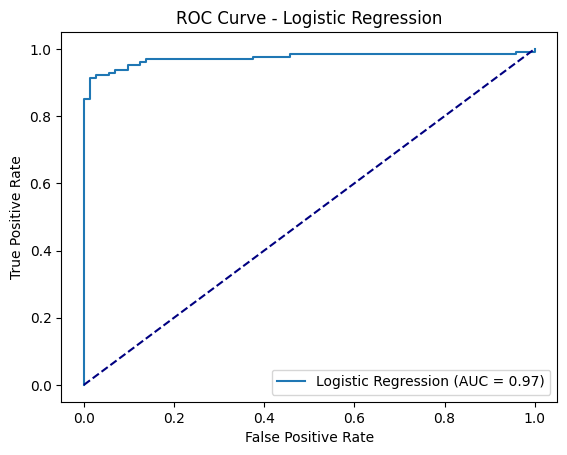 ROC Curve - Logistic Regression
True Positive Rate
1.0
0.8
0.6
0.4
0.2
0.0
Logistic Regression (AUC = 0.97)
0.0 0.2 0.4 0.6 0.8 1.0
False Positive Rate